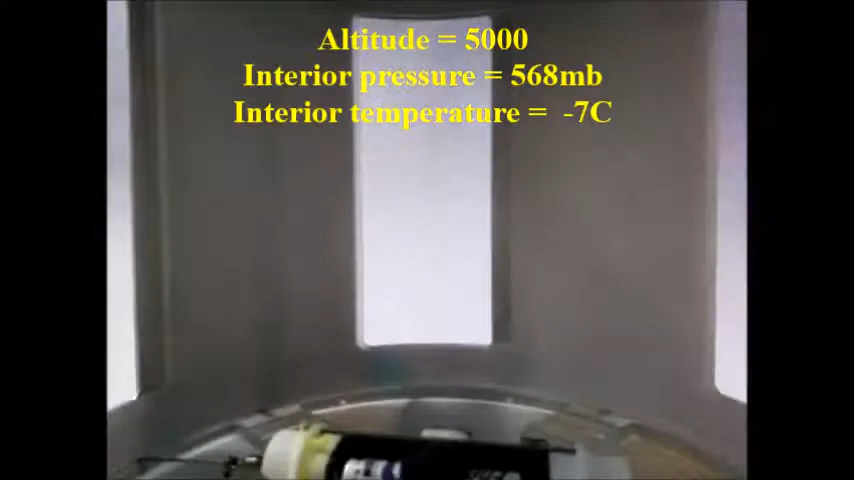 Altitude = 5000
Interior pressure = 568mb
Interior temperature = -7C